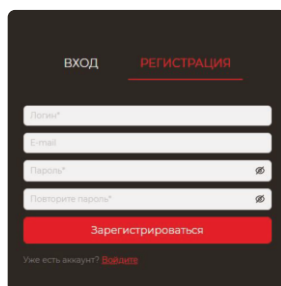 ВХОД РЕГИСТРАЦИЯ
Логин*
E-mail
Пароль*
Повторите пароль*
Зарегистрироваться
Уже есть аккаунт? Войдите